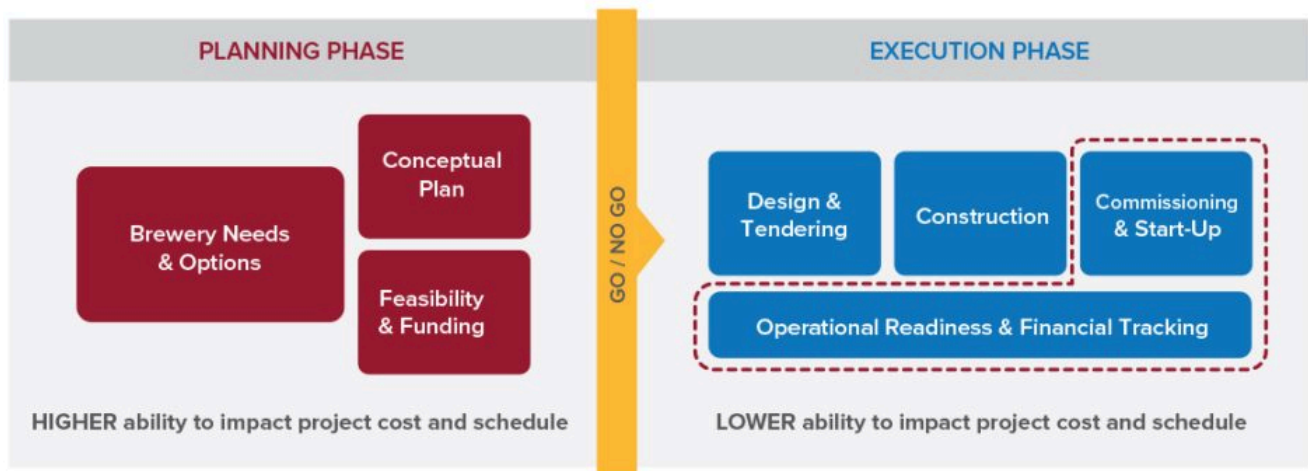 PLANNING PHASE
Brewery Needs
& Options
Conceptual
Plan
Feasibility
& Funding
HIGHER ability to impact project cost and schedule
GO / NO GO
EXECUTION PHASE
Design &
Tendering
Construction
Commissioning
& Start-Up
Operational Readiness & Financial Tracking
LOWER ability to impact project cost and schedule